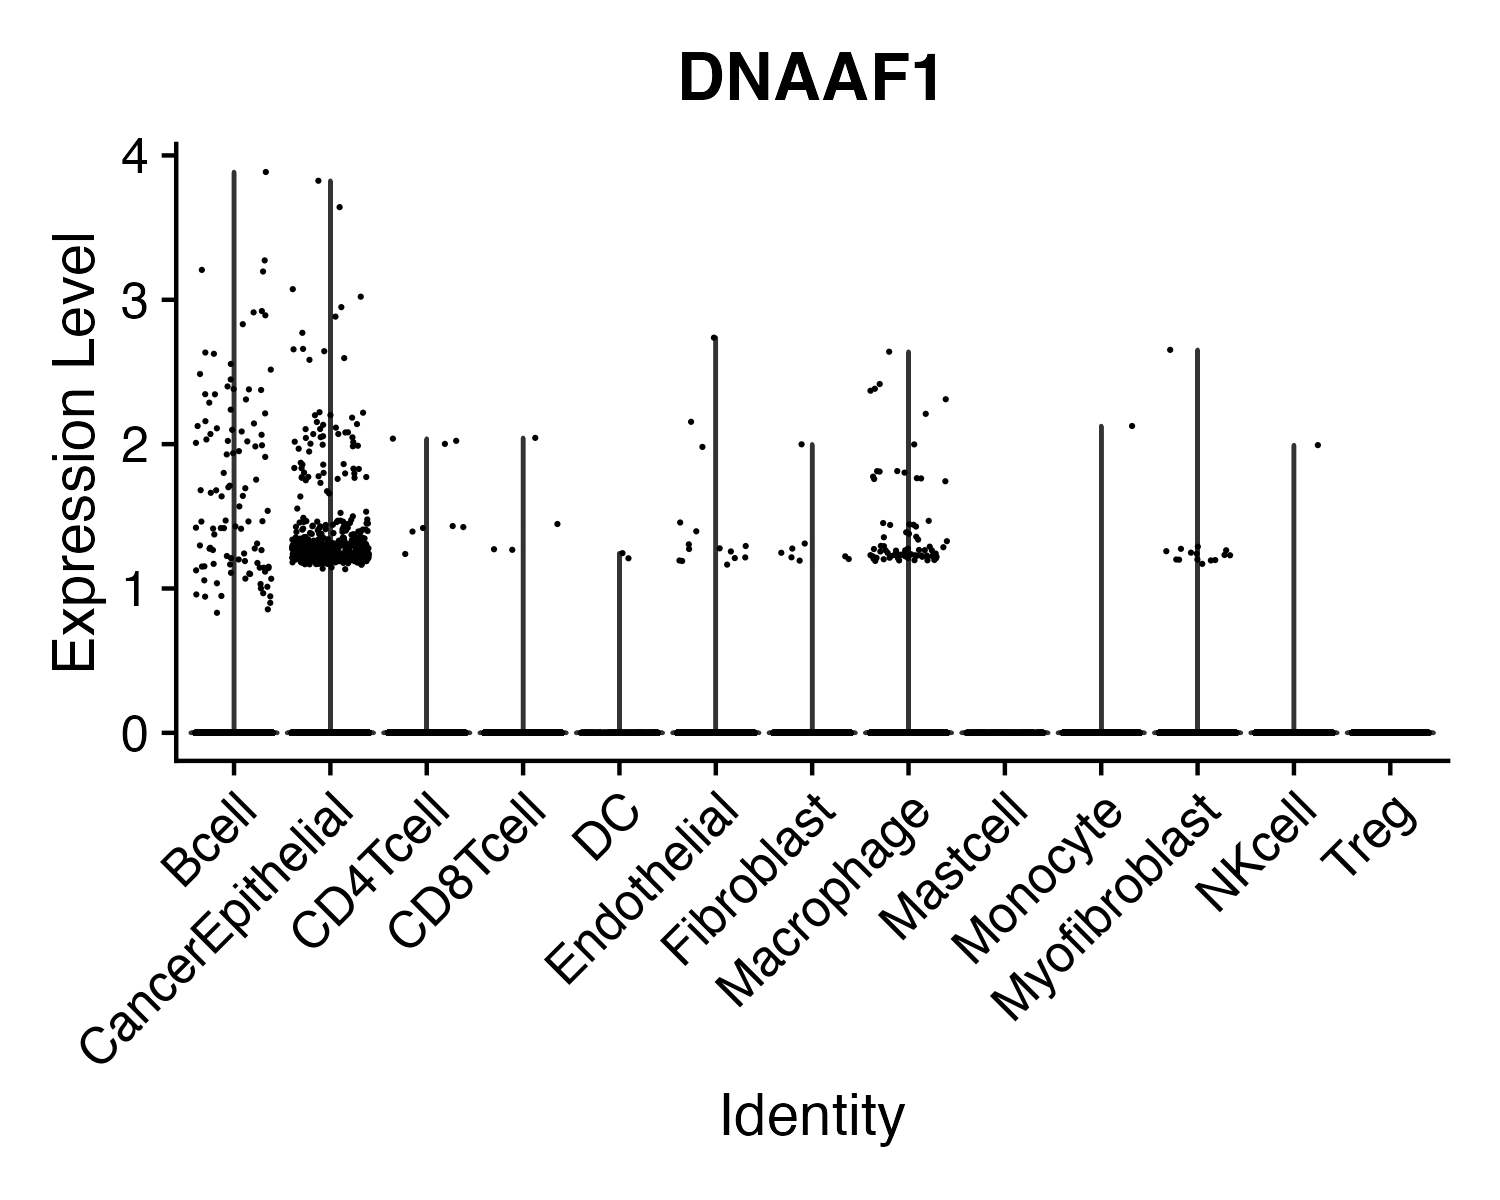 DNAAF1
Expression Level
4
3
2
1
0
Bcell
CancerEpithelial
CD4Tcell
CD8Tcell
DC
Endothelial
Fibroblast
Macrophage
Mastcell
Monocyte
Myofibroblast
NKcell
Treg
Identity